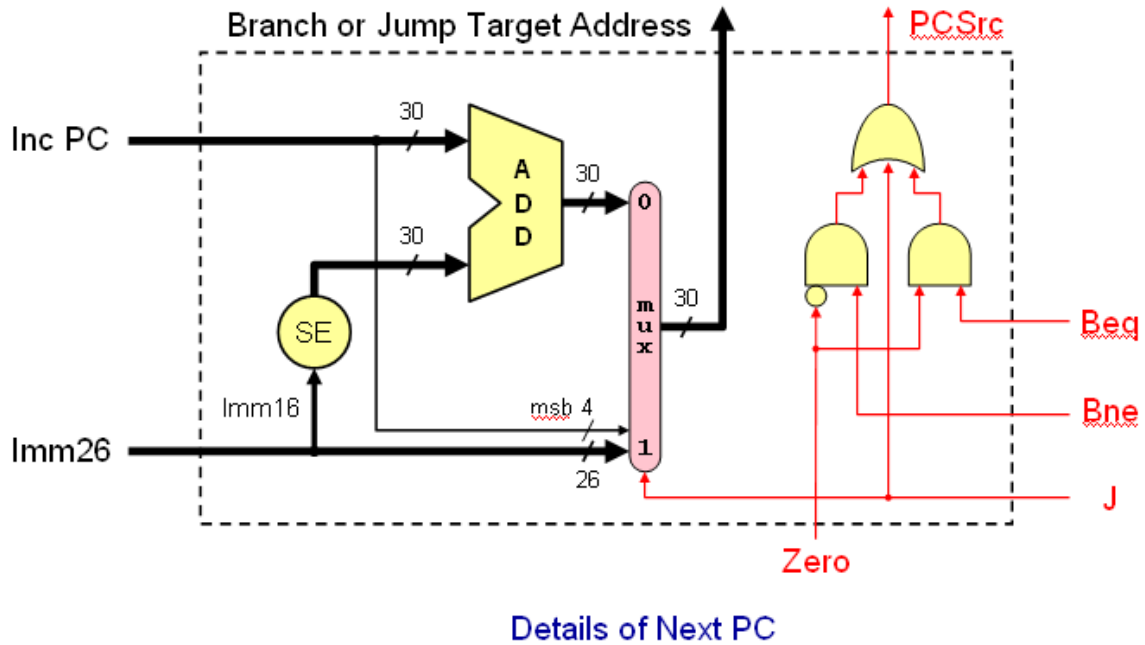 Branch or Jump Target Address
PCSrc
30
Inc PC
A
D
D
30
0
30
SE
m
u
x
30
Beq
Imm16
msb 4
Bne
Imm26
1
26
J
Zero
Details of Next PC